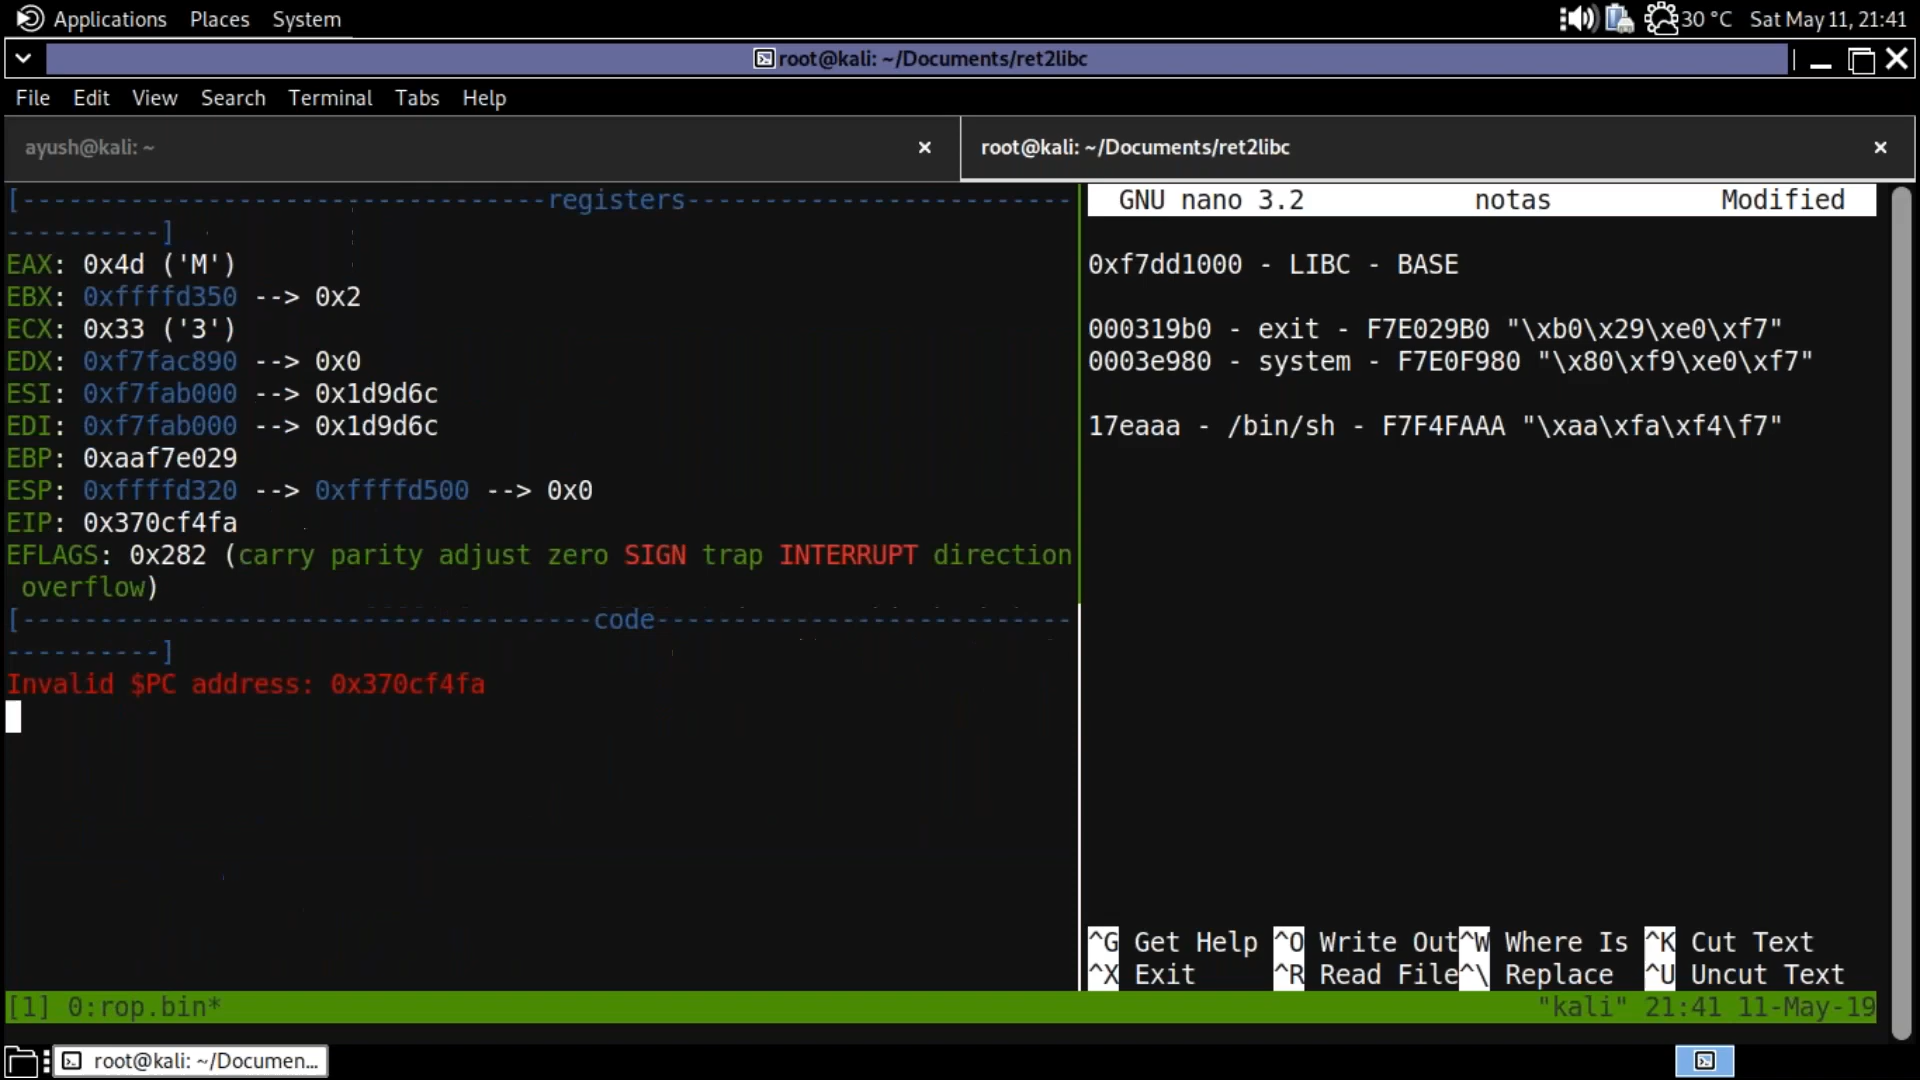 Applications Places System 30 °C Sat May 11, 21:41
root@kali: ~/Documents/ret2libc
File Edit View Search Terminal Tabs Help
ayush@kali: ~ × root@kali: ~/Documents/ret2libc ×
[----------------------------------registers-------------------------
----------]
EAX: 0x4d ('M')
EBX: 0xffffd350 --> 0x2
ECX: 0x33 ('3')
EDX: 0xf7fac890 --> 0x0
ESI: 0xf7fab000 --> 0x1d9d6c
EDI: 0xf7fab000 --> 0x1d9d6c
EBP: 0xaaf7e029
ESP: 0xffffd320 --> 0xffffd500 --> 0x0
EIP: 0x370cf4fa
EFLAGS: 0x282 (carry parity adjust zero SIGN trap INTERRUPT direction
overflow)
[-------------------------------------code---------------------------
----------]
Invalid $PC address: 0x370cf4fa
GNU nano 3.2 notas Modified
0xf7dd1000 - LIBC - BASE
000319b0 - exit - F7E029B0 "\xb0\x29\xe0\xf7"
0003e980 - system - F7E0F980 "\x80\xf9\xe0\xf7"
17eaaa - /bin/sh - F7F4FAAA "\xaa\xfa\xf4\f7"
^G Get Help ^O Write Out ^W Where Is ^K Cut Text
^X Exit ^R Read File ^\ Replace ^U Uncut Text
[1] 0:rop.bin* "kali" 21:41 11-May-19
root@kali: ~/Documen...